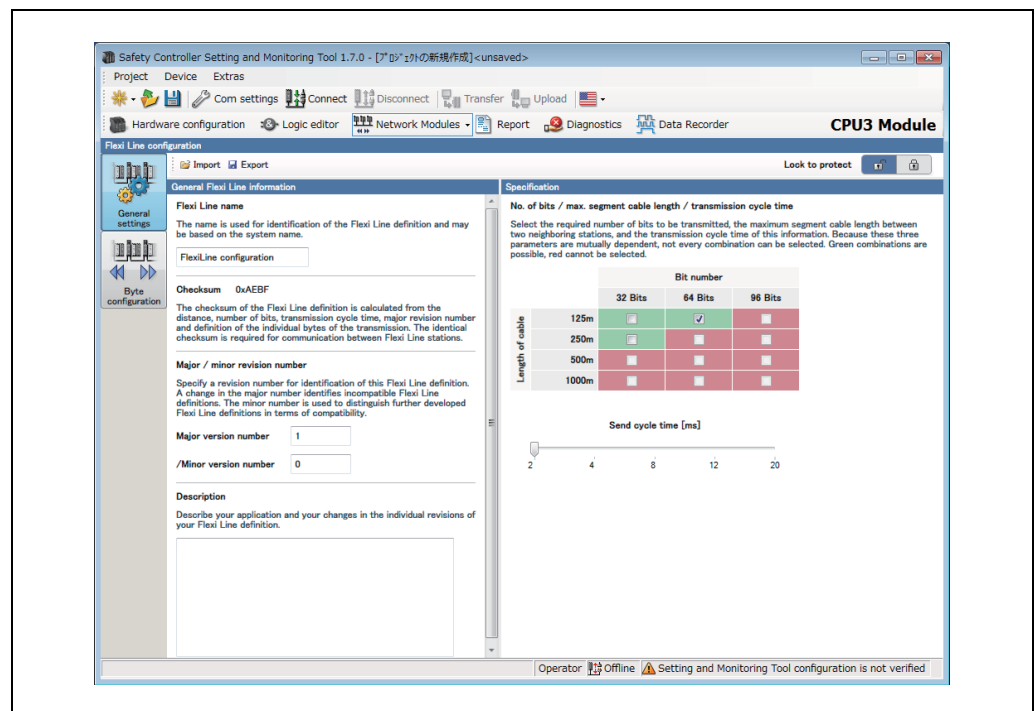 Safety Controller Setting and Monitoring Tool 1.7.0 - [ﾌﾟﾛｼﾞｪｸﾄの新規作成]<unsaved>
Project Device Extras
Com settings Connect Disconnect Transfer Upload
Hardware configuration Logic editor Network Modules Report Diagnostics Data Recorder CPU3 Module
Flexi Line configuration
Import Export Lock to protect
General settings
Byte configuration
General Flexi Line information
Flexi Line name
The name is used for identification of the Flexi Line definition and may
be based on the system name.
FlexiLine configuration
Checksum 0xAEBF
The checksum of the Flexi Line definition is calculated from the
distance, number of bits, transmission cycle time, major revision number
and definition of the individual bytes of the transmission. The identical
checksum is required for communication between Flexi Line stations.
Major / minor revision number
Specify a revision number for identification of this Flexi Line definition.
A change in the major number identifies incompatible Flexi Line
definitions. The minor number is used to distinguish further developed
Flexi Line definitions in terms of compatibility.
Major version number 1
/Minor version number 0
Description
Describe your application and your changes in the individual revisions of
your Flexi Line definition.
Specification
No. of bits / max. segment cable length / transmission cycle time
Select the required number of bits to be transmitted, the maximum segment cable length between
two neighboring stations, and the transmission cycle time of this information. Because these three
parameters are mutually dependent, not every combination can be selected. Green combinations are
possible, red cannot be selected.
Bit number
32 Bits 64 Bits 96 Bits
Length of cable
125m
250m
500m
1000m
Send cycle time [ms]
2 4 8 12 20
Operator Offline Setting and Monitoring Tool configuration is not verified